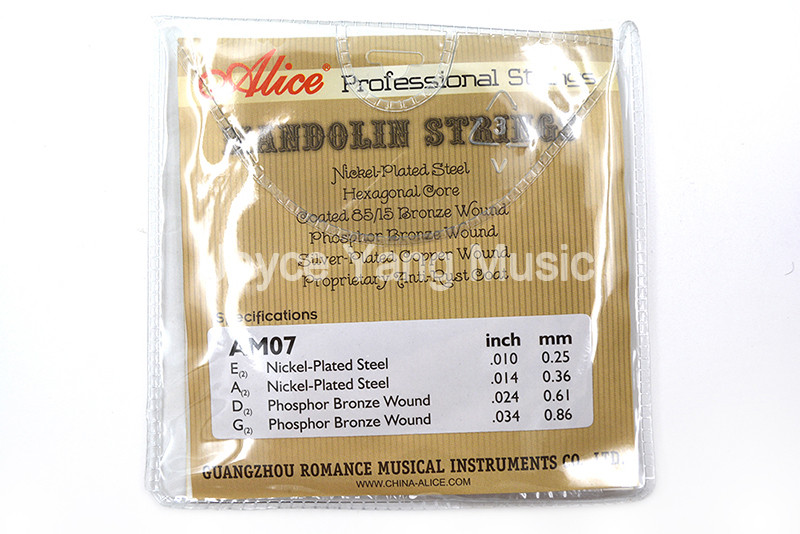 Alice® Professional Strings
MANDOLIN STRINGS
Nickel-Plated Steel
Hexagonal Core
Coated 85/15 Bronze Wound
Phosphor Bronze Wound
Silver-Plated Copper Wound
Joyce Yang Music
Proprietary Anti-Rust Coat
Specifications
AM07 inch mm
E(2) Nickel-Plated Steel .010 0.25
A(2) Nickel-Plated Steel .014 0.36
D(2) Phosphor Bronze Wound .024 0.61
G(2) Phosphor Bronze Wound .034 0.86
GUANGZHOU ROMANCE MUSICAL INSTRUMENTS CO., LTD.
WWW.CHINA-ALICE.COM